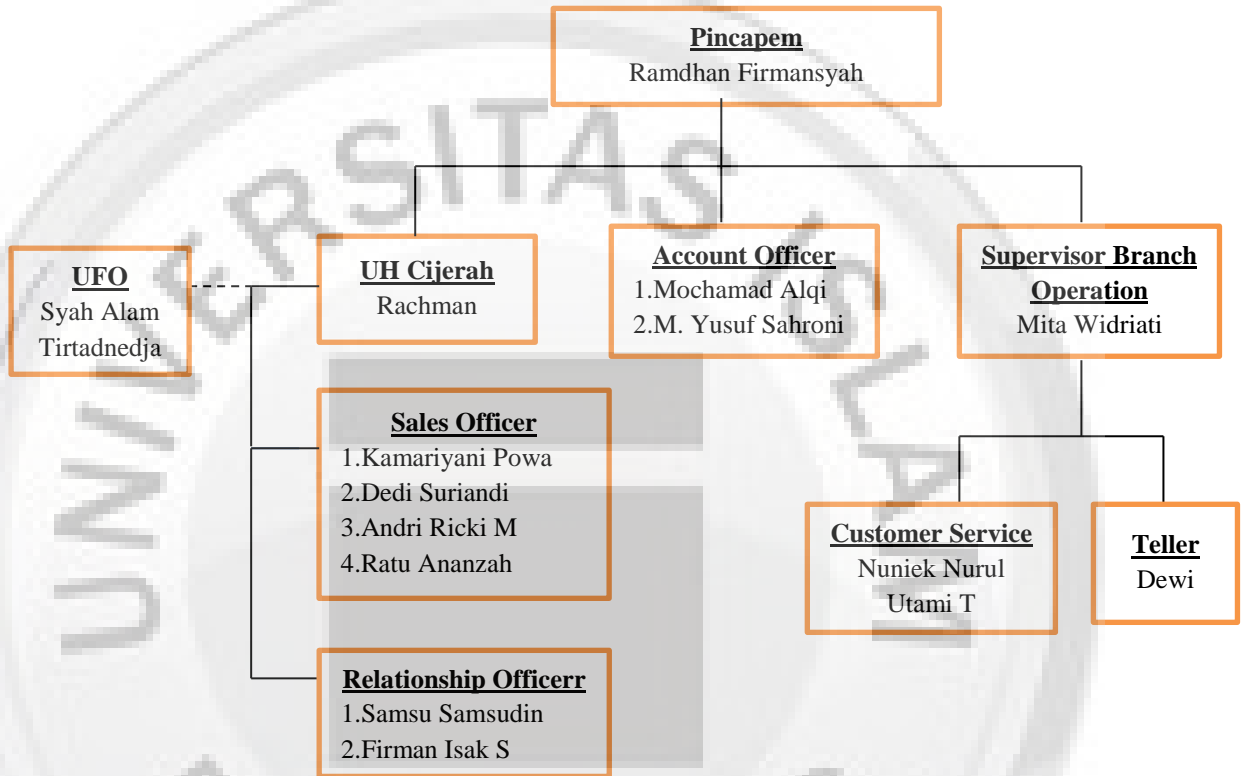 Pincapem
Ramdhan Firmansyah
UFO
Syah Alam
Tirtadnedja
UH Cijerah
Rachman
Account Officer
1.Mochamad Alqi
2.M. Yusuf Sahroni
Supervisor Branch
Operation
Mita Widriati
Sales Officer
1.Kamariyani Powa
2.Dedi Suriandi
3.Andri Ricki M
4.Ratu Ananzah
Customer Service
Nuniek Nurul
Utami T
Teller
Dewi
Relationship Officerr
1.Samsu Samsudin
2.Firman Isak S
UNIVERSITAS ISLAM